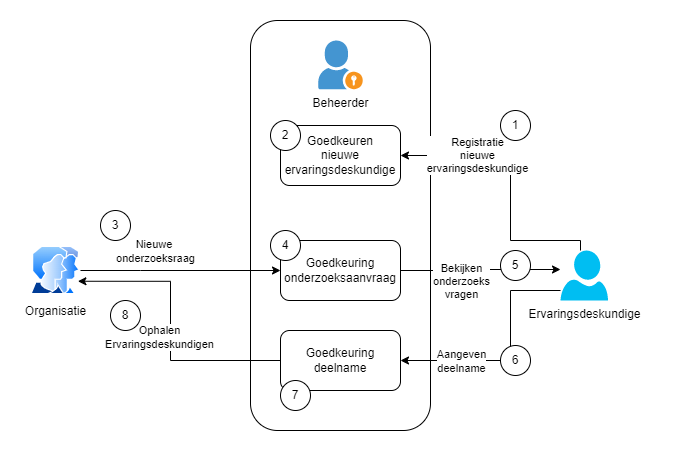 Beheerder
1
Registratie
nieuwe
ervaringsdeskundige
2
Goedkeuren
nieuwe
ervaringsdeskundige
3
Nieuwe
onderzoeksraag
4
Goedkeuring
onderzoeksaanvraag
5
Bekijken
onderzoeks
vragen
Organisatie
Ervaringsdeskundige
6
Aangeven
deelname
Goedkeuring
deelname
7
8
Ophalen
Ervaringsdeskundigen